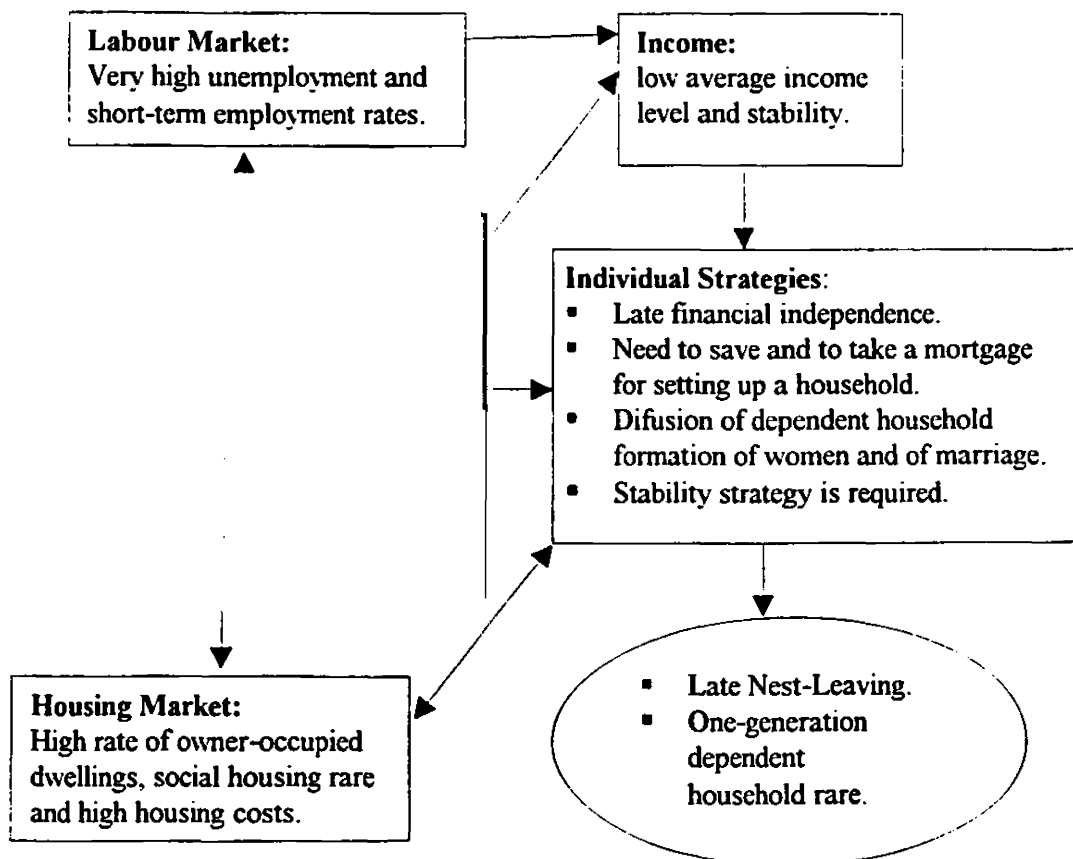 Labour Market:
Very high unemployment and
short-term employment rates.
Income:
low average income
level and stability.
Individual Strategies:
▪ Late financial independence.
▪ Need to save and to take a mortgage
for setting up a household.
▪ Difusion of dependent household
formation of women and of marriage.
▪ Stability strategy is required.
Housing Market:
High rate of owner-occupied
dwellings, social housing rare
and high housing costs.
▪ Late Nest-Leaving.
▪ One-generation
dependent
household rare.